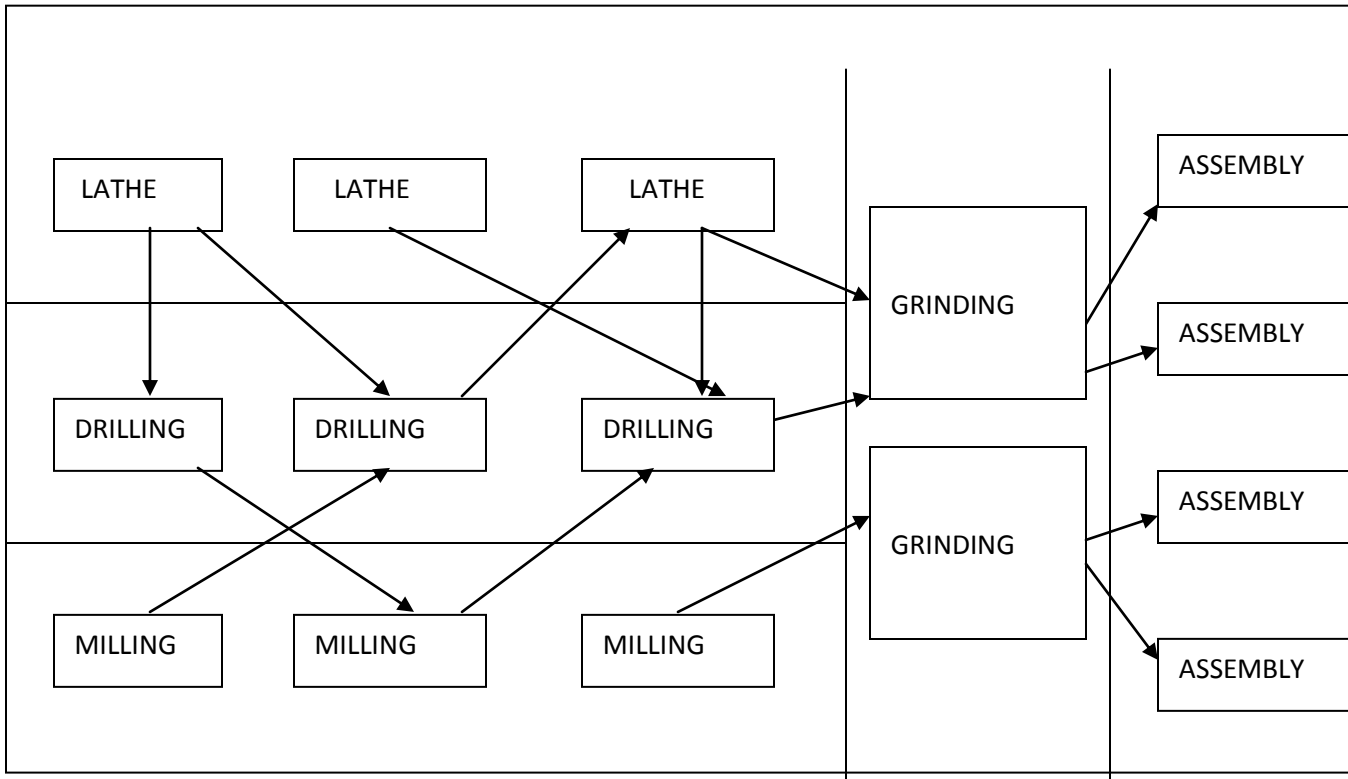 LATHE
LATHE
LATHE
DRILLING
DRILLING
DRILLING
MILLING
MILLING
MILLING
GRINDING
GRINDING
ASSEMBLY
ASSEMBLY
ASSEMBLY
ASSEMBLY